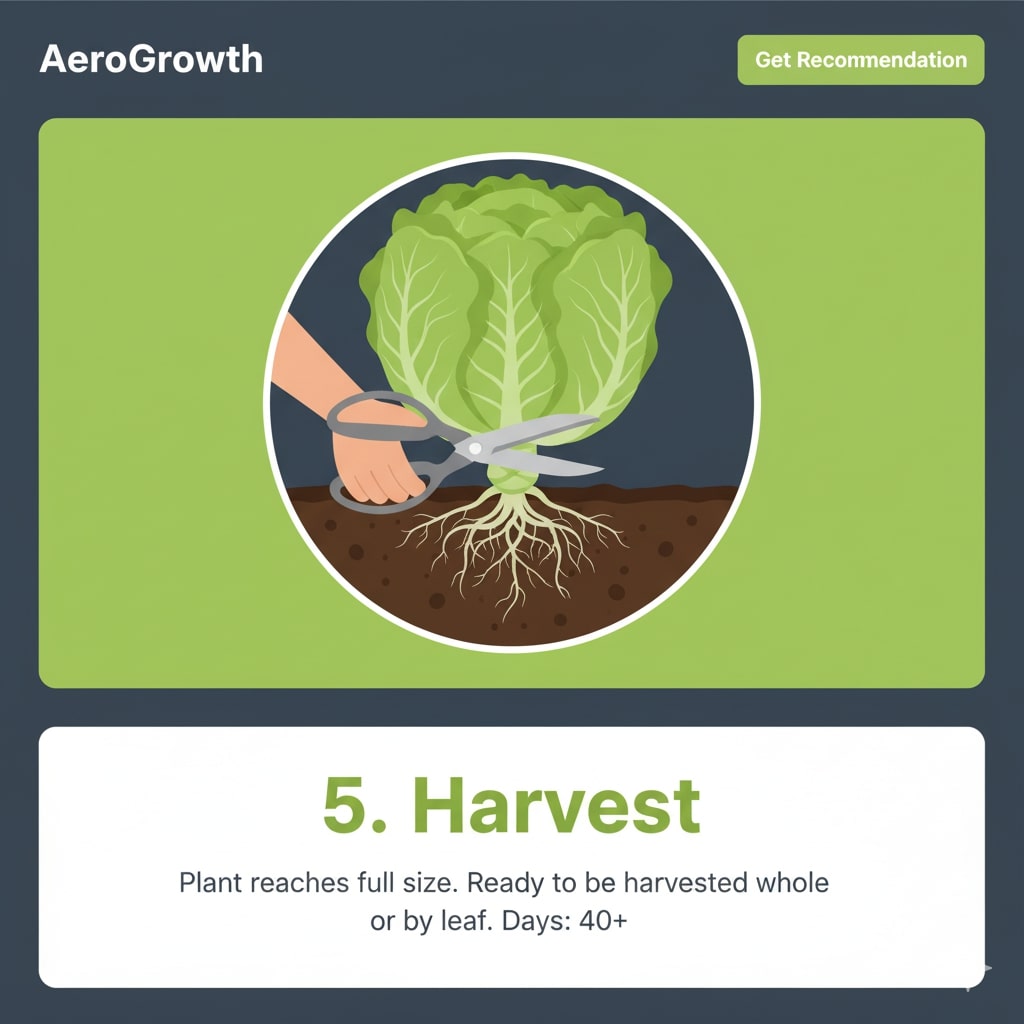 AeroGrowth
Get Recommendation
5. Harvest
Plant reaches full size. Ready to be harvested whole
or by leaf. Days: 40+